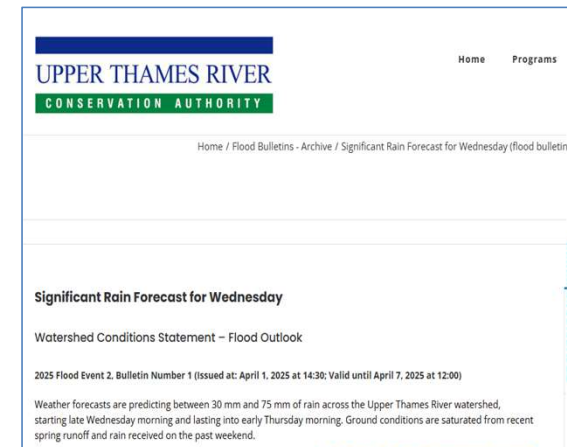 UPPER THAMES RIVER
CONSERVATION AUTHORITY
Home Programs
Home / Flood Bulletins - Archive / Significant Rain Forecast for Wednesday (flood bulletin
Significant Rain Forecast for Wednesday
Watershed Conditions Statement – Flood Outlook
2025 Flood Event 2, Bulletin Number 1 (Issued at: April 1, 2025 at 14:30; Valid until April 7, 2025 at 12:00)
Weather forecasts are predicting between 30 mm and 75 mm of rain across the Upper Thames River watershed,
starting late Wednesday morning and lasting into early Thursday morning. Ground conditions are saturated from recent
spring runoff and rain received on the past weekend.